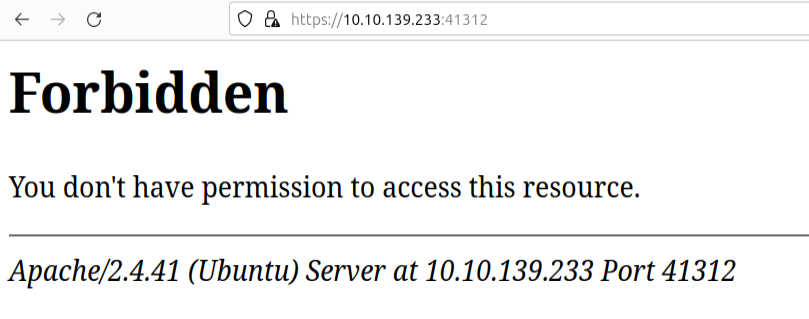 https://10.10.139.233:41312
Forbidden
You don't have permission to access this resource.
Apache/2.4.41 (Ubuntu) Server at 10.10.139.233 Port 41312